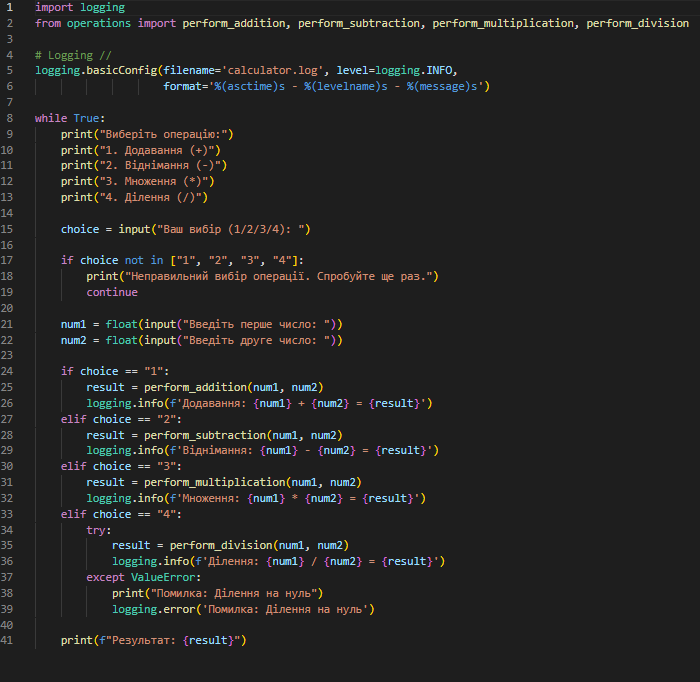 1 import logging
2 from operations import perform_addition, perform_subtraction, perform_multiplication, perform_division
3
4 # Logging //
5 logging.basicConfig(filename='calculator.log', level=logging.INFO,
6                     format='%(asctime)s - %(levelname)s - %(message)s')
7
8 while True:
9     print("Виберіть операцію:")
10     print("1. Додавання (+)")
11     print("2. Віднімання (-)")
12     print("3. Множення (*)")
13     print("4. Ділення (/)")
14
15     choice = input("Ваш вибір (1/2/3/4): ")
16
17     if choice not in ["1", "2", "3", "4"]:
18         print("Неправильний вибір операції. Спробуйте ще раз.")
19         continue
20
21     num1 = float(input("Введіть перше число: "))
22     num2 = float(input("Введіть друге число: "))
23
24     if choice == "1":
25         result = perform_addition(num1, num2)
26         logging.info(f'Додавання: {num1} + {num2} = {result}')
27     elif choice == "2":
28         result = perform_subtraction(num1, num2)
29         logging.info(f'Віднімання: {num1} - {num2} = {result}')
30     elif choice == "3":
31         result = perform_multiplication(num1, num2)
32         logging.info(f'Множення: {num1} * {num2} = {result}')
33     elif choice == "4":
34         try:
35             result = perform_division(num1, num2)
36             logging.info(f'Ділення: {num1} / {num2} = {result}')
37         except ValueError:
38             print("Помилка: Ділення на нуль")
39             logging.error('Помилка: Ділення на нуль')
40
41     print(f"Результат: {result}")